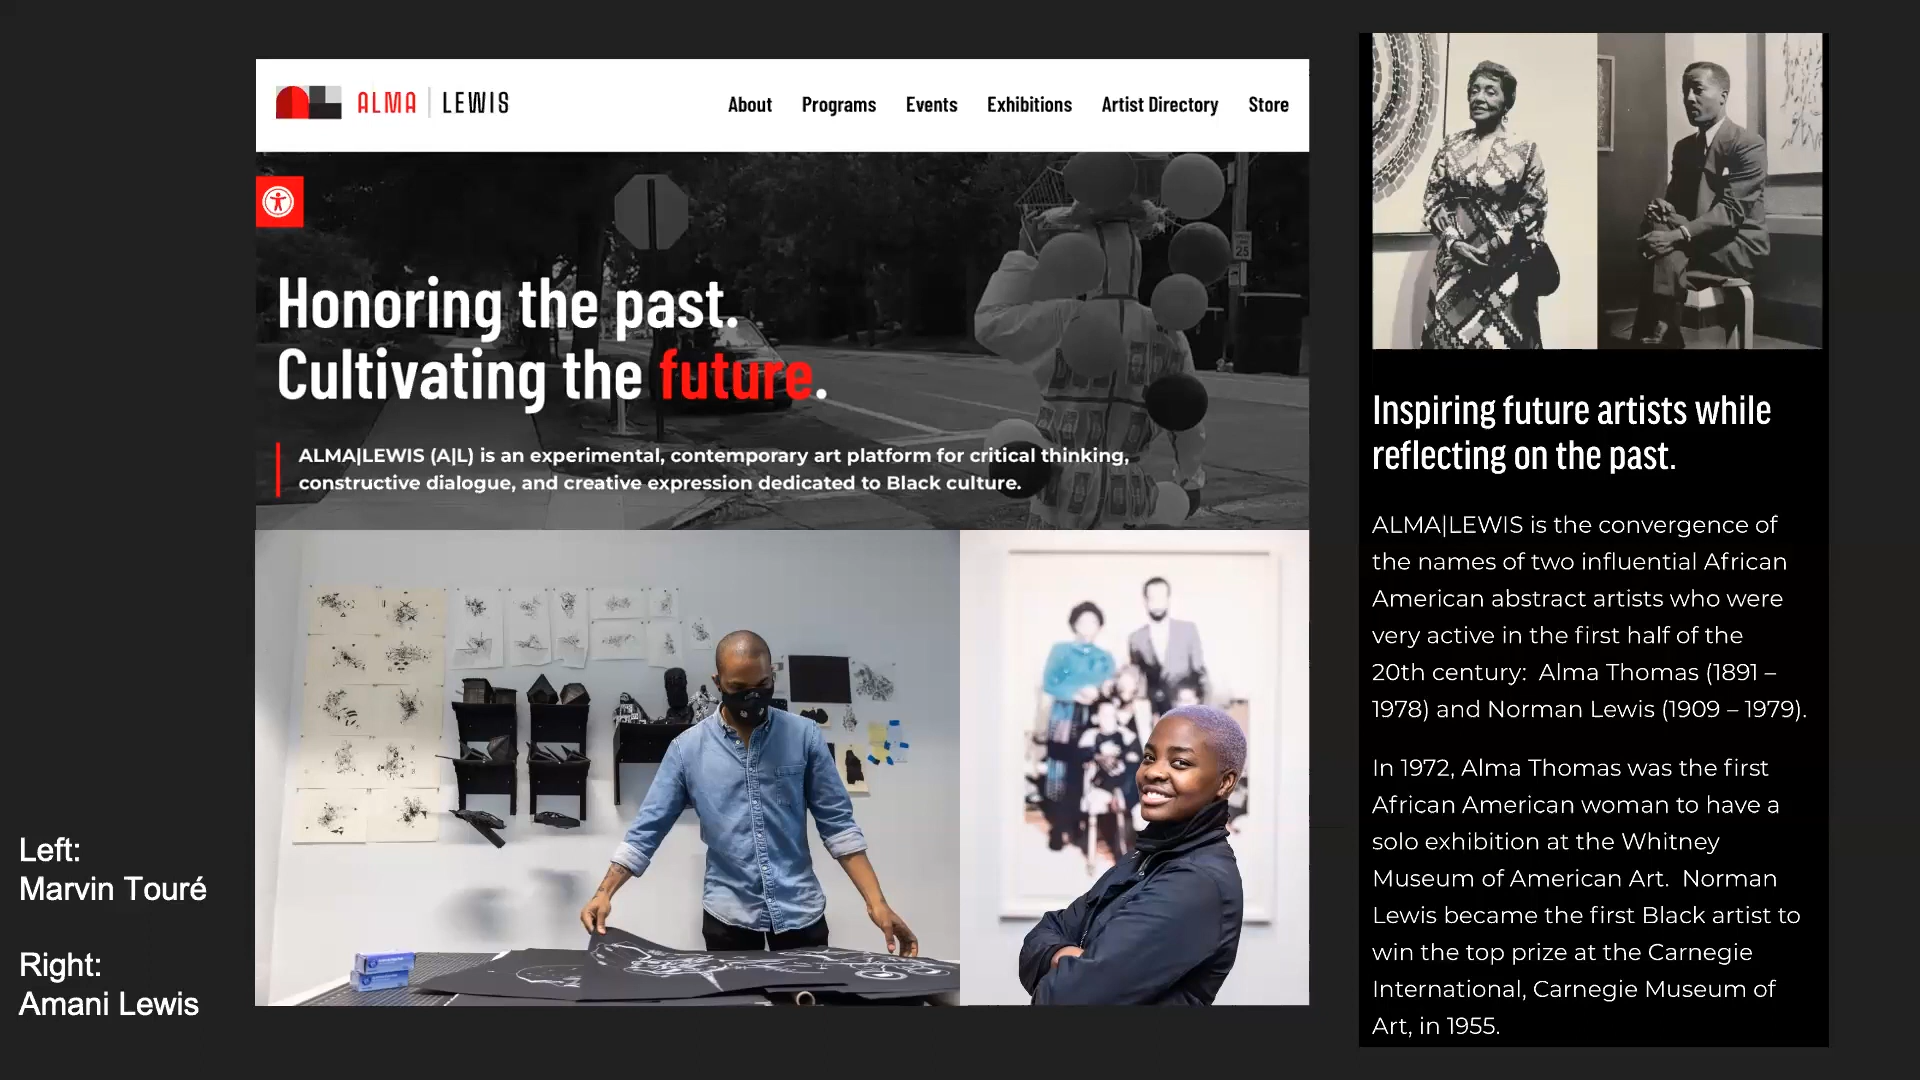 ALMA | LEWIS
About Programs Events Exhibitions Artist Directory Store
25
Honoring the past.
Cultivating the future.
ALMA|LEWIS (A|L) is an experimental, contemporary art platform for critical thinking,
constructive dialogue, and creative expression dedicated to Black culture.
Left:
Marvin Touré
Right:
Amani Lewis
Inspiring future artists while
reflecting on the past.
ALMA|LEWIS is the convergence of
the names of two influential African
American abstract artists who were
very active in the first half of the
20th century:  Alma Thomas (1891 –
1978) and Norman Lewis (1909 – 1979).
In 1972, Alma Thomas was the first
African American woman to have a
solo exhibition at the Whitney
Museum of American Art.  Norman
Lewis became the first Black artist to
win the top prize at the Carnegie
International, Carnegie Museum of
Art, in 1955.